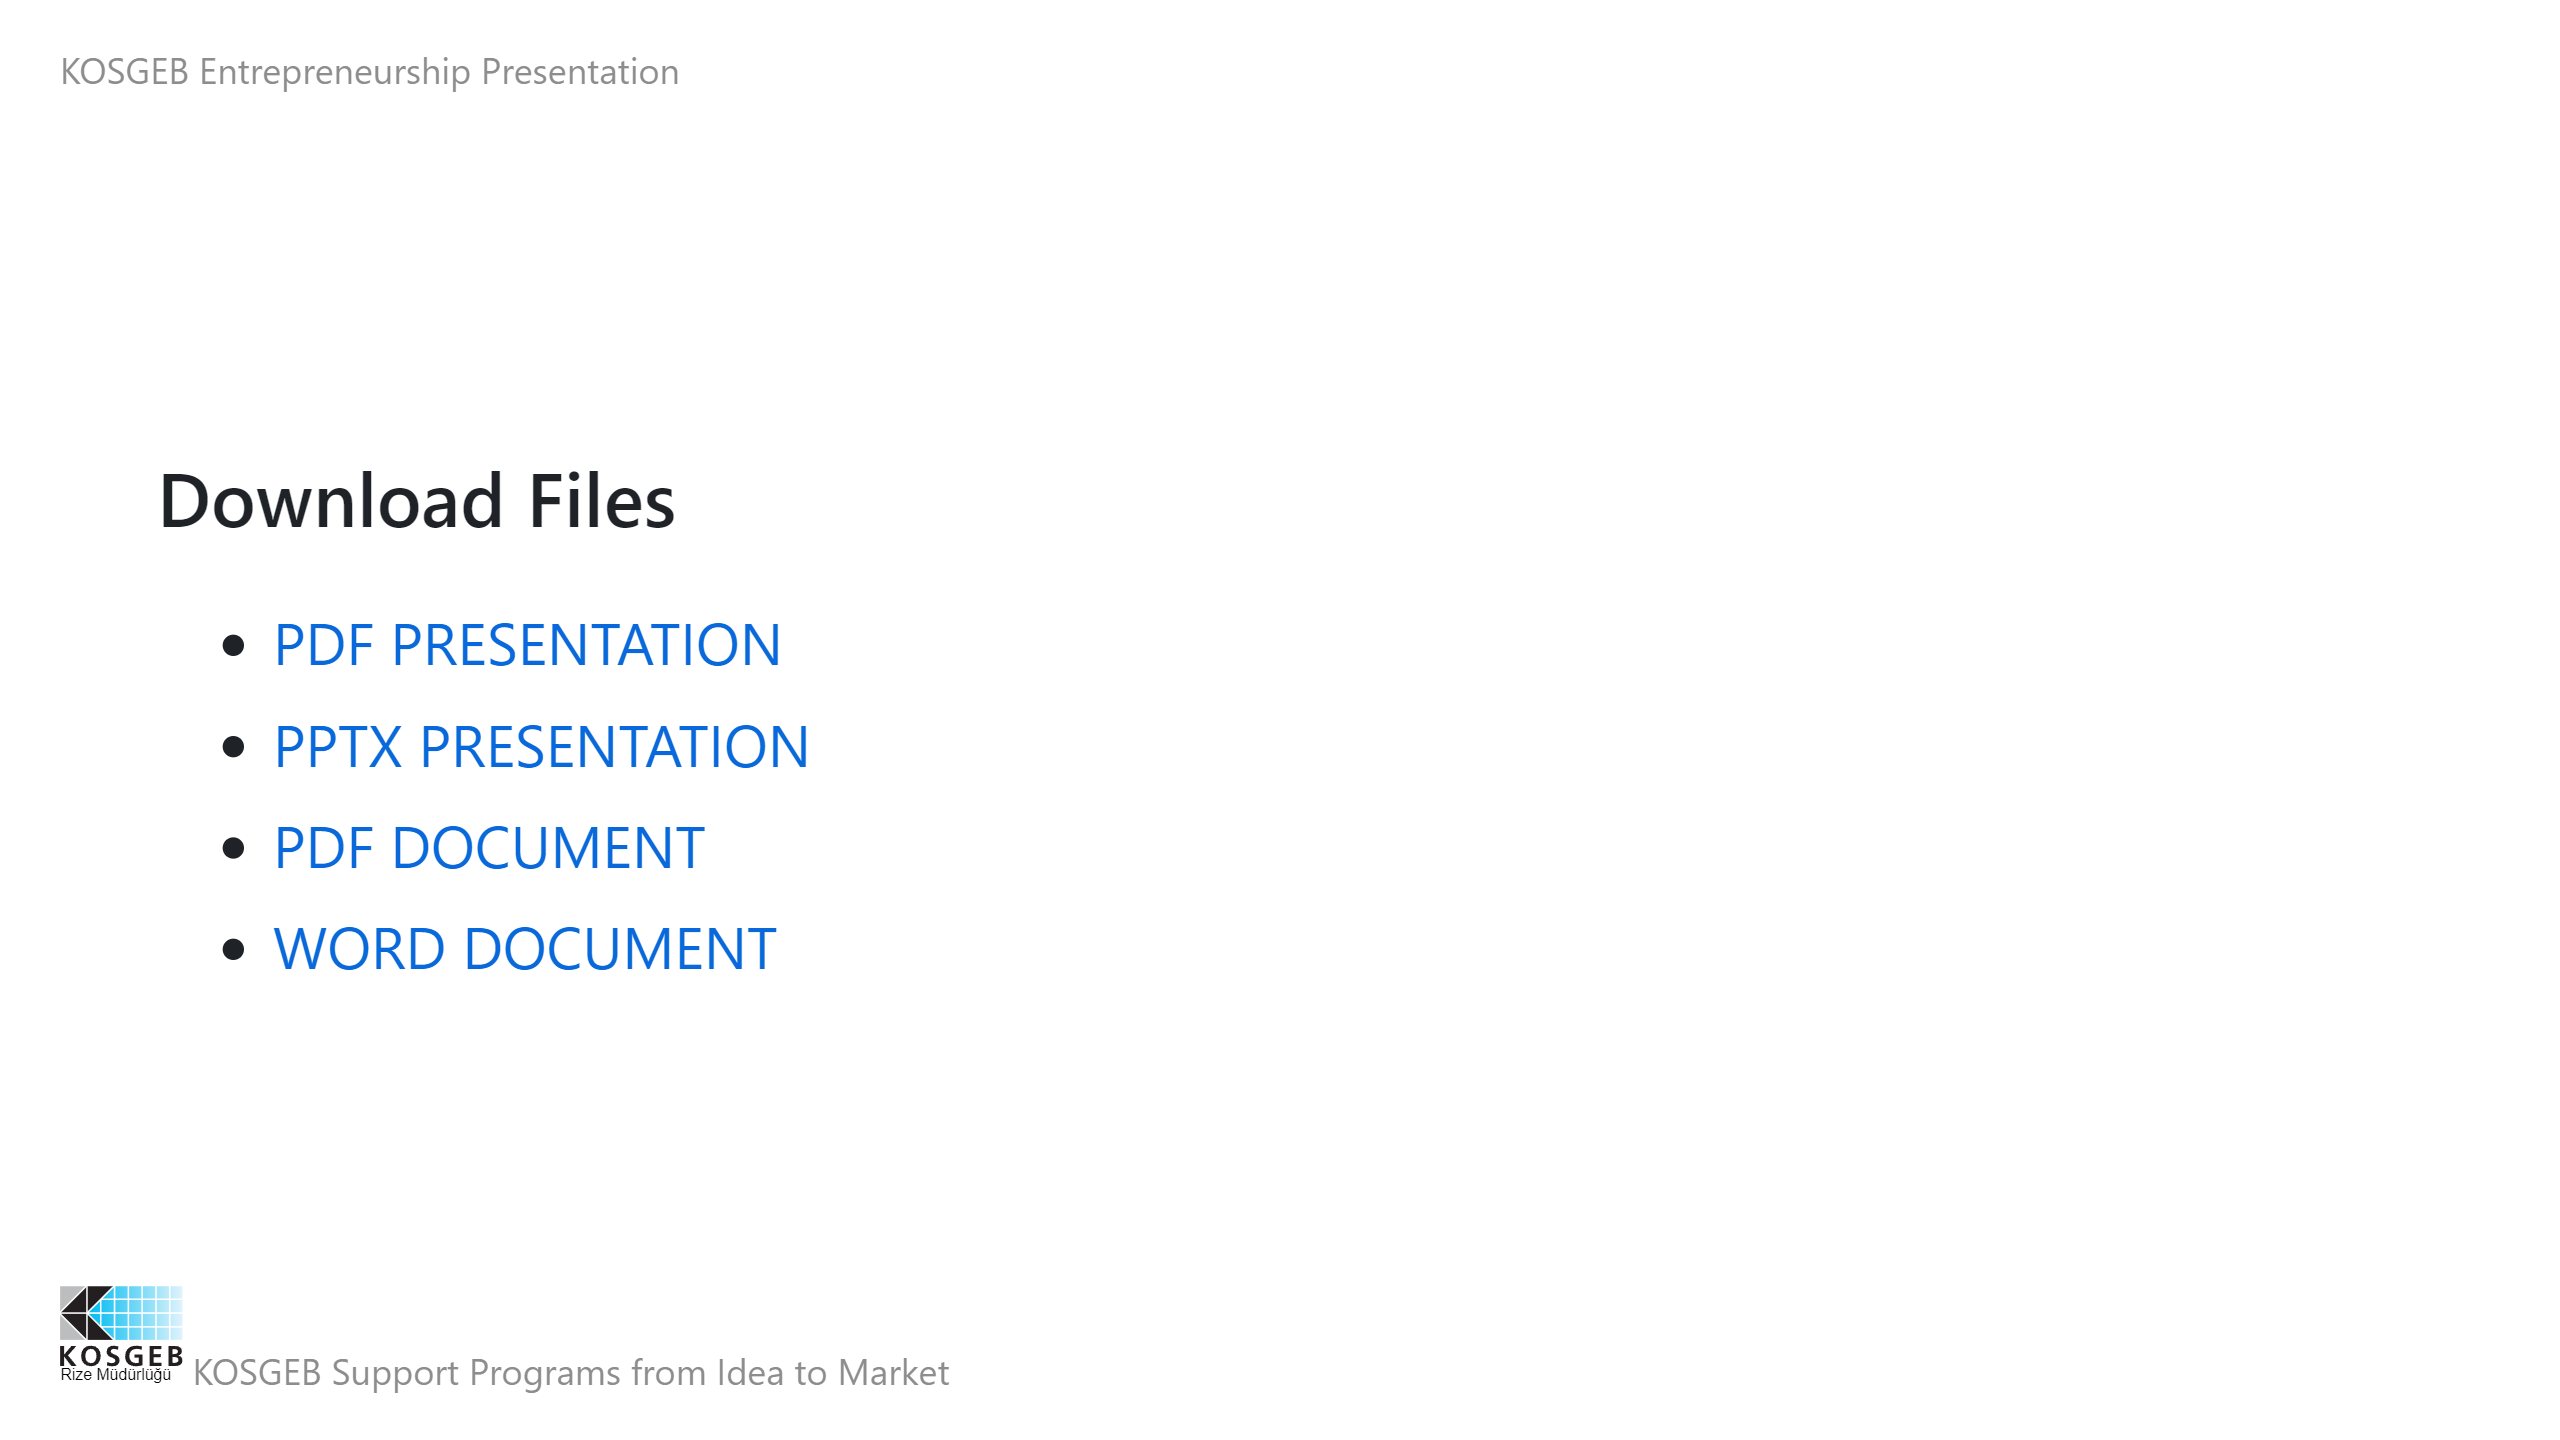 KOSGEB Entrepreneurship Presentation
Download Files
PDF PRESENTATION
PPTX PRESENTATION
PDF DOCUMENT
WORD DOCUMENT
KOSGEB
Rize Müdürlüğü
KOSGEB Support Programs from Idea to Market